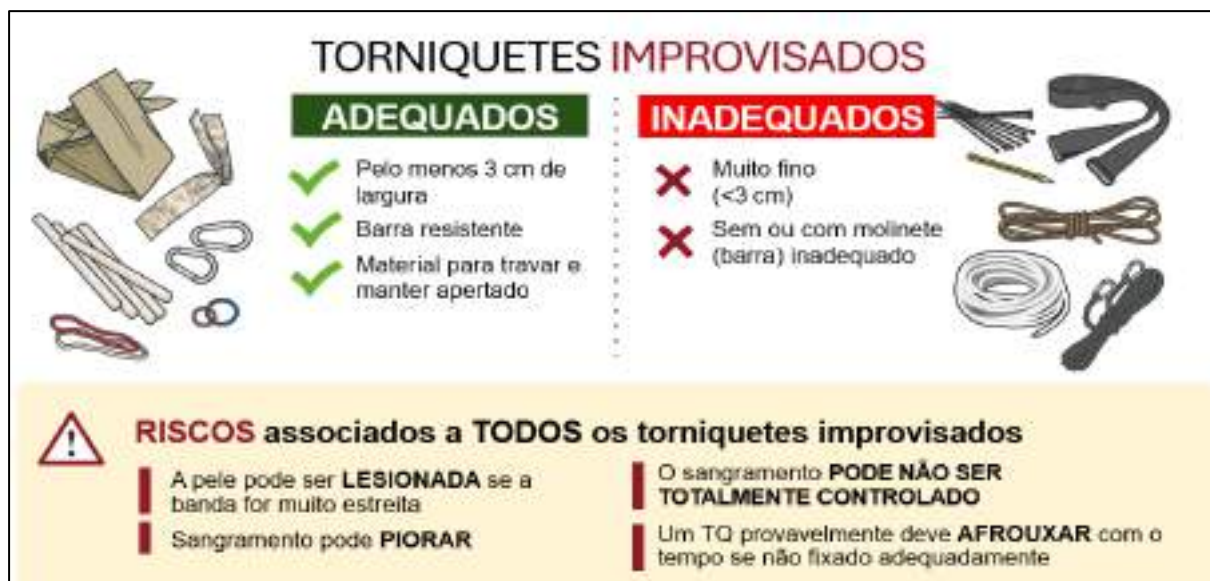 TORNIQUETES IMPROVISADOS
ADEQUADOS
Pelo menos 3 cm de
largura
Barra resistente
Material para travar e
manter apertado
INADEQUADOS
Muito fino
(<3 cm)
Sem ou com molinete
(barra) inadequado
RISCOS associados a TODOS os torniquetes improvisados
A pele pode ser LESIONADA se a
banda for muito estreita
Sangramento pode PIORAR
O sangramento PODE NÃO SER
TOTALMENTE CONTROLADO
Um TQ provavelmente deve AFROUXAR com o
tempo se não fixado adequadamente